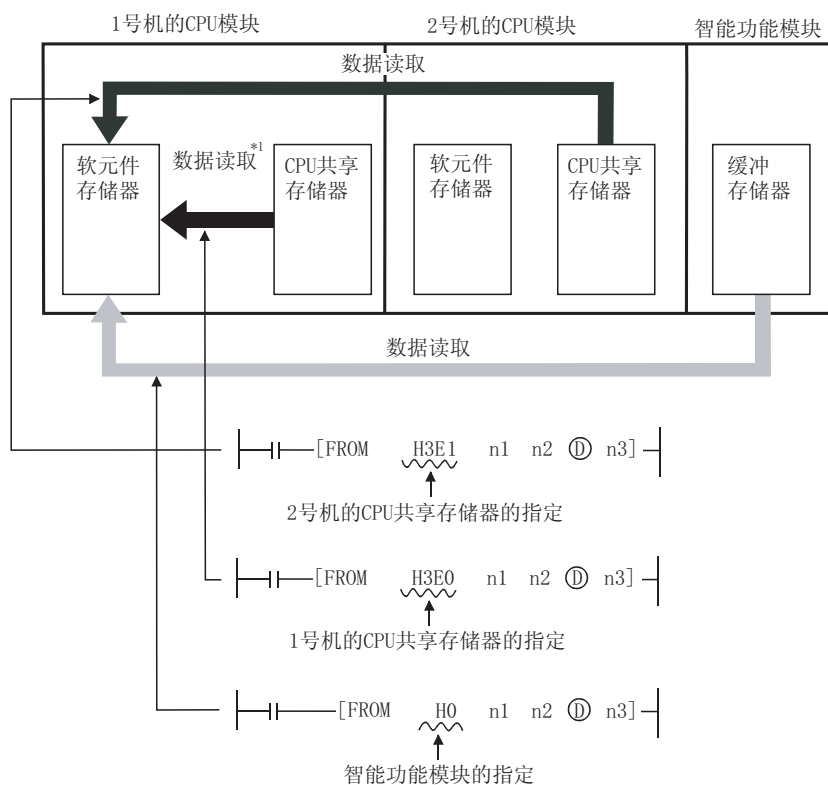 1号机的CPU模块 2号机的CPU模块 智能功能模块
数据读取
软元件
存储器
数据读取*1
CPU共享
存储器
软元件
存储器
CPU共享
存储器
缓冲
存储器
数据读取
[FROM H3E1 n1 n2 Ⓓ n3]
2号机的CPU共享存储器的指定
[FROM H3E0 n1 n2 Ⓓ n3]
1号机的CPU共享存储器的指定
[FROM H0 n1 n2 Ⓓ n3]
智能功能模块的指定